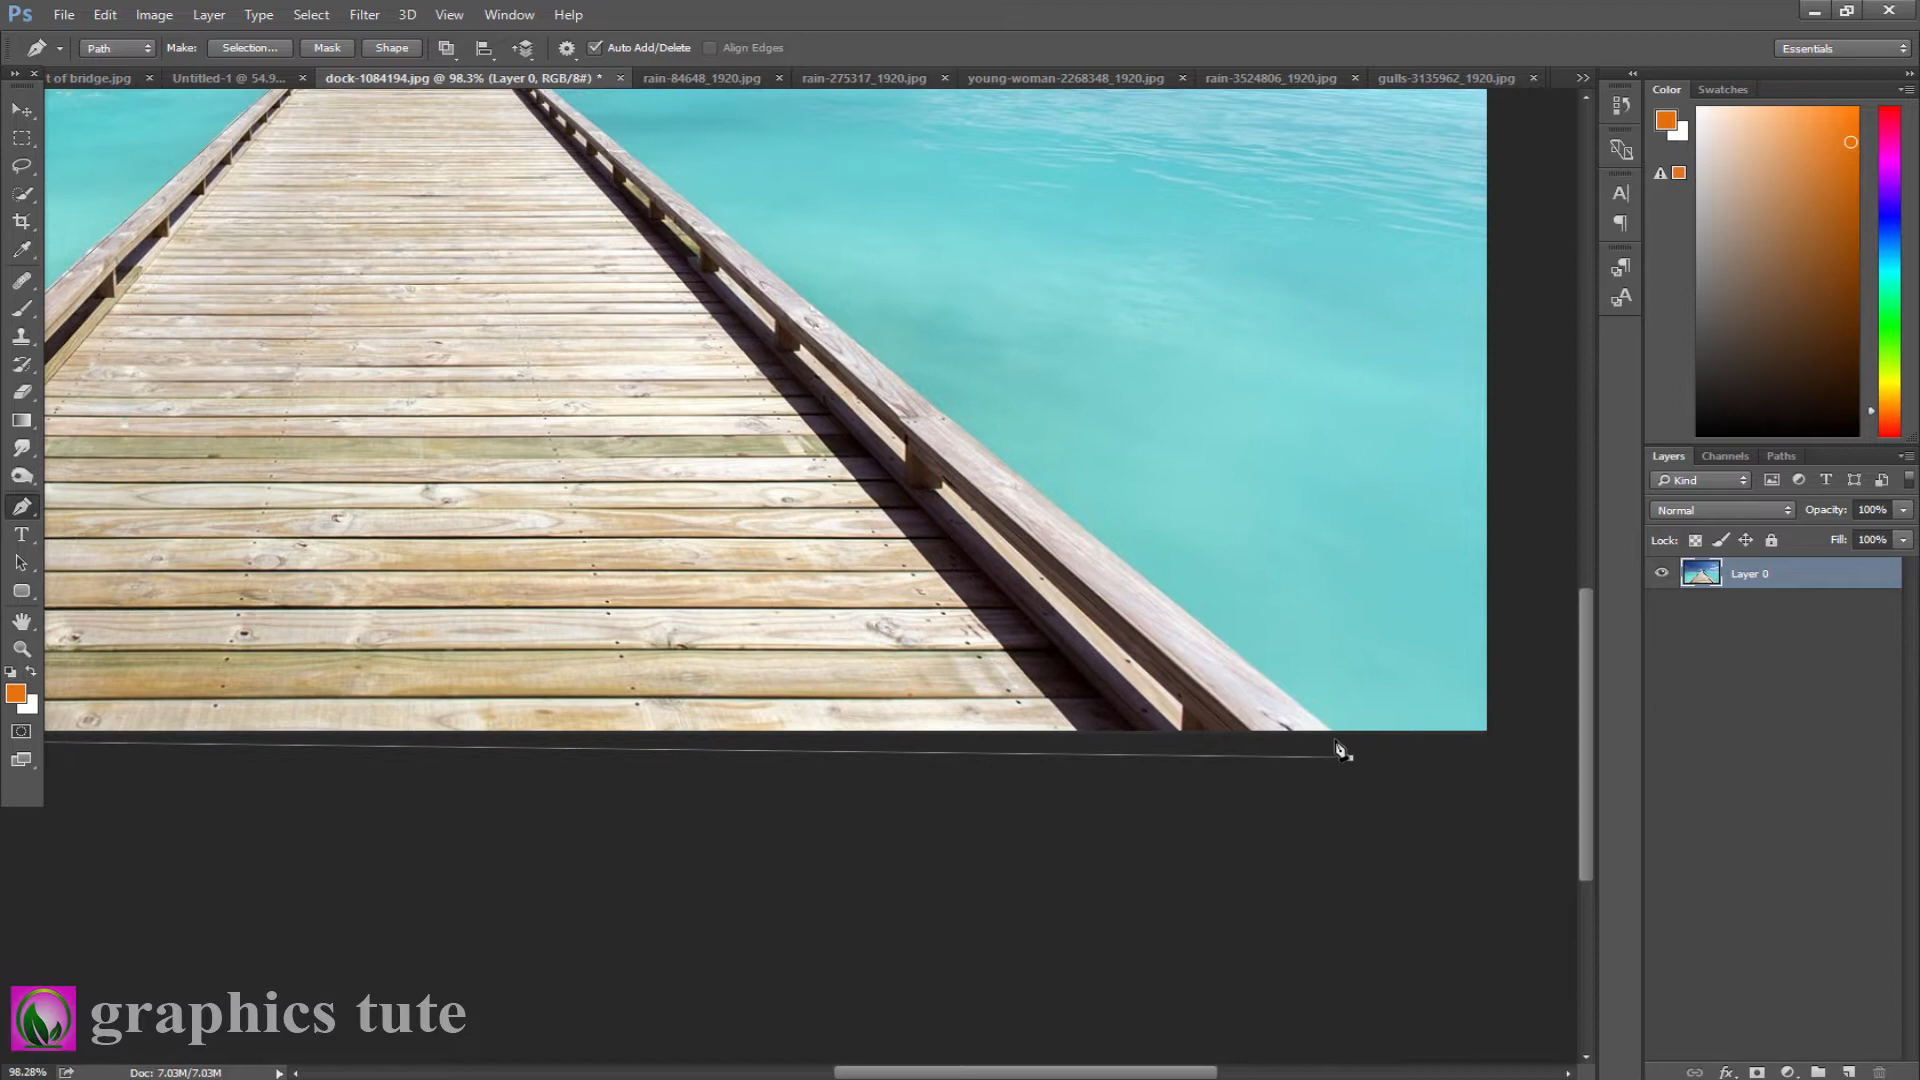 Ps File Edit Image Layer Type Select Filter 3D View Window Help
Path Make: Selection... Mask Shape Auto Add/Delete Align Edges Essentials
t of bridge.jpg Untitled-1 @ 54.9... dock-1084194.jpg @ 98.3% (Layer 0, RGB/8#) * rain-84648_1920.jpg rain-275317_1920.jpg young-woman-2268348_1920.jpg rain-3524806_1920.jpg gulls-3135962_1920.jpg
Color Swatches
Layers Channels Paths
Kind
Normal Opacity: 100%
Lock: Fill: 100%
Layer 0
graphics tute
98.28% Doc: 7.03M/7.03M